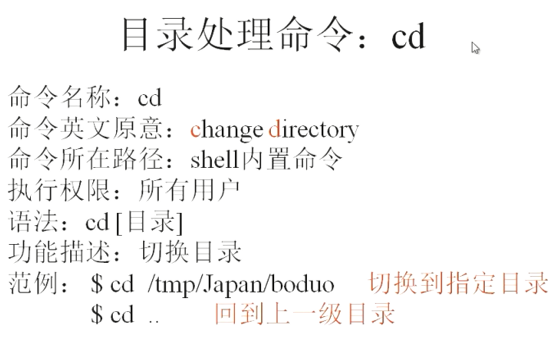 目录处理命令：cd
命令名称：cd
命令英文原意：change directory
命令所在路径：shell内置命令
执行权限：所有用户
语法：cd [目录]
功能描述：切换目录
范例： $ cd /tmp/Japan/boduo 切换到指定目录
$ cd .. 回到上一级目录